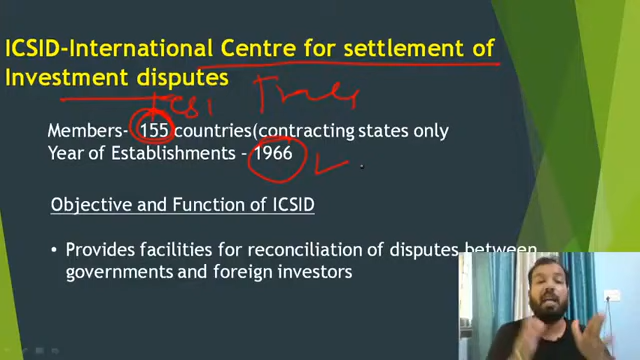 ICSID-International Centre for settlement of
Investment disputes
Members- 155 countries(contracting states only
Year of Establishments - 1966
Objective and Function of ICSID
• Provides facilities for reconciliation of disputes between
governments and foreign investors